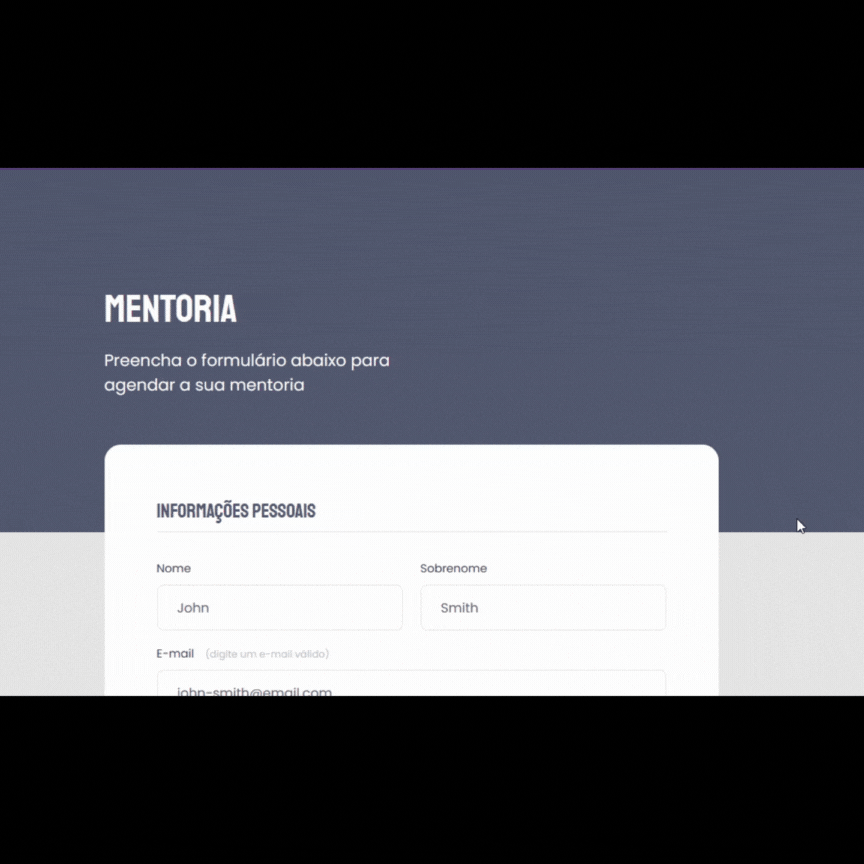 MENTORIA
Preencha o formulário abaixo para
agendar a sua mentoria
INFORMAÇÕES PESSOAIS
Nome
Sobrenome
John
Smith
E-mail (digite um e-mail válido)
john-smith@email.com